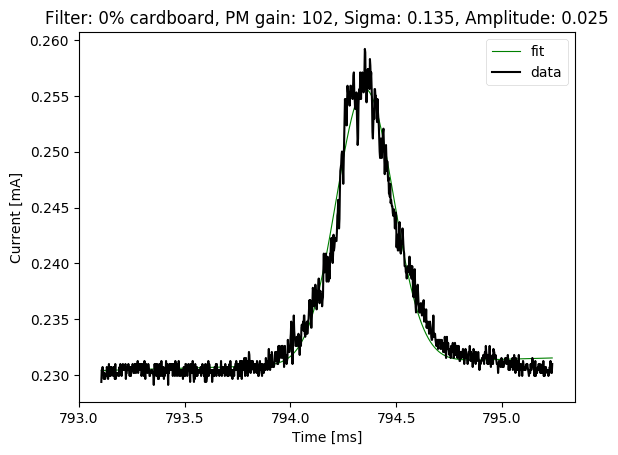 Filter: 0% cardboard, PM gain: 102, Sigma: 0.135, Amplitude: 0.025
fit
data
0.260
0.255
0.250
0.245
0.240
0.235
0.230
Current [mA]
793.0 793.5 794.0 794.5 795.0
Time [ms]